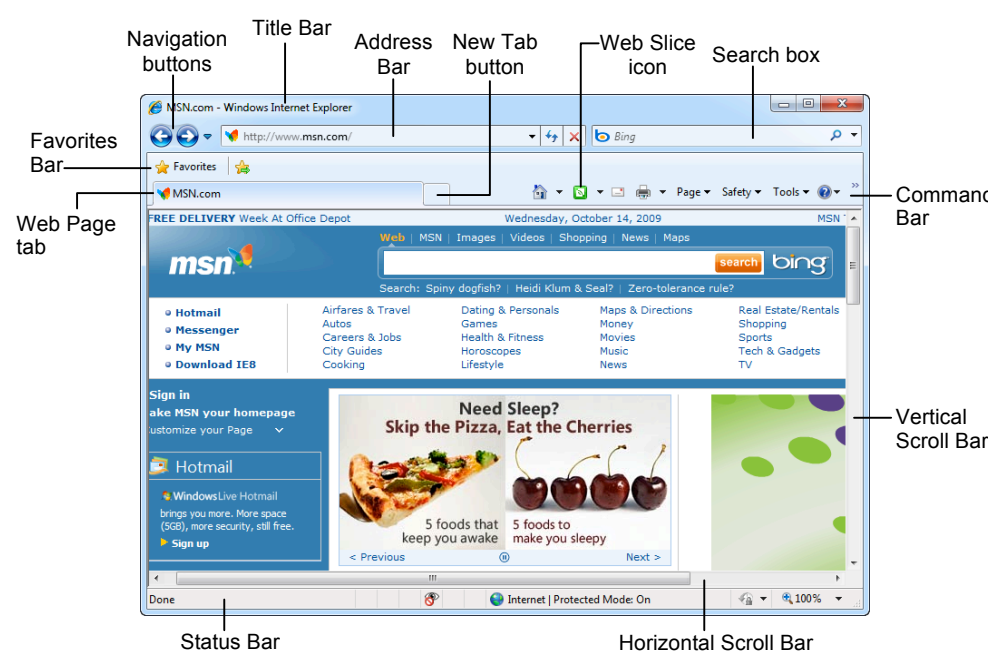 Title Bar
Navigation
buttons
Address
Bar
New Tab
button
Web Slice
icon
Search box
MSN.com - Windows Internet Explorer
http://www.msn.com/
Bing
Favorites
Bar
Favorites
MSN.com
Page
Safety
Tools
Command
Bar
Web Page
tab
FREE DELIVERY Week At Office Depot
Wednesday, October 14, 2009
MSN
msn
Web | MSN | Images | Videos | Shopping | News | Maps
search
bing
Search: Spiny dogfish? | Heidi Klum & Seal? | Zero-tolerance rule?
Hotmail
Messenger
My MSN
Download IE8
Airfares & Travel
Autos
Careers & Jobs
City Guides
Cooking
Dating & Personals
Games
Health & Fitness
Horoscopes
Lifestyle
Maps & Directions
Money
Movies
Music
News
Real Estate/Rentals
Shopping
Sports
Tech & Gadgets
TV
Sign in
ake MSN your homepage
ustomize your Page
Hotmail
WindowsLive Hotmail
brings you more. More space
(5GB), more security, still free.
Sign up
Need Sleep?
Skip the Pizza, Eat the Cherries
5 foods that
keep you awake
5 foods to
make you sleepy
< Previous
Next >
Vertical
Scroll Bar
Done
Internet | Protected Mode: On
100%
Status Bar
Horizontal Scroll Bar